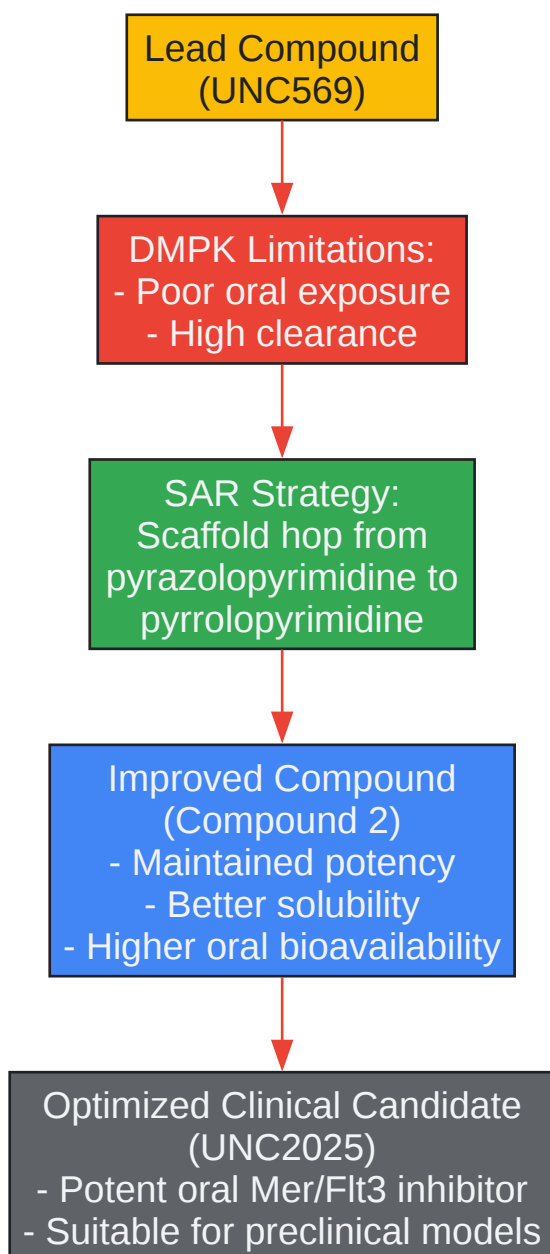 Lead Compound
(UNC569)
DMPK Limitations:
- Poor oral exposure
- High clearance
SAR Strategy:
Scaffold hop from
pyrazolopyrimidine to
pyrrolopyrimidine
Improved Compound
(Compound 2)
- Maintained potency
- Better solubility
- Higher oral bioavailability
Optimized Clinical Candidate
(UNC2025)
- Potent oral Mer/Flt3 inhibitor
- Suitable for preclinical models